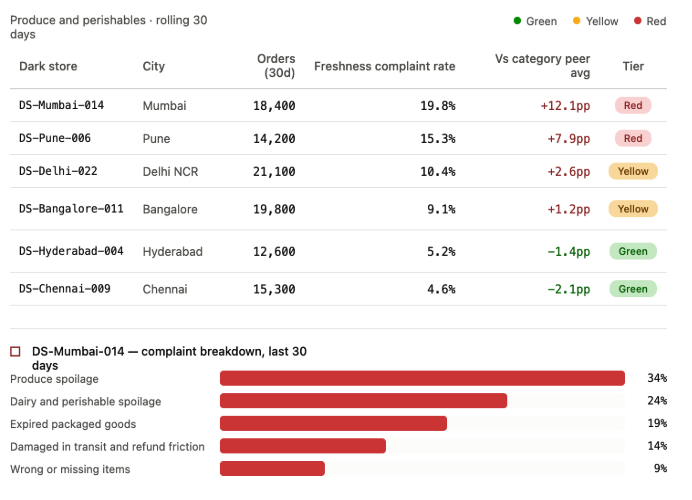 Produce and perishables · rolling 30
days
Green
Yellow
Red
Dark store City Orders (30d) Freshness complaint rate Vs category peer avg Tier
DS-Mumbai-014 Mumbai 18,400 19.8% +12.1pp Red
DS-Pune-006 Pune 14,200 15.3% +7.9pp Red
DS-Delhi-022 Delhi NCR 21,100 10.4% +2.6pp Yellow
DS-Bangalore-011 Bangalore 19,800 9.1% +1.2pp Yellow
DS-Hyderabad-004 Hyderabad 12,600 5.2% −1.4pp Green
DS-Chennai-009 Chennai 15,300 4.6% −2.1pp Green
DS-Mumbai-014 — complaint breakdown, last 30
days
Produce spoilage 34%
Dairy and perishable spoilage 24%
Expired packaged goods 19%
Damaged in transit and refund friction 14%
Wrong or missing items 9%